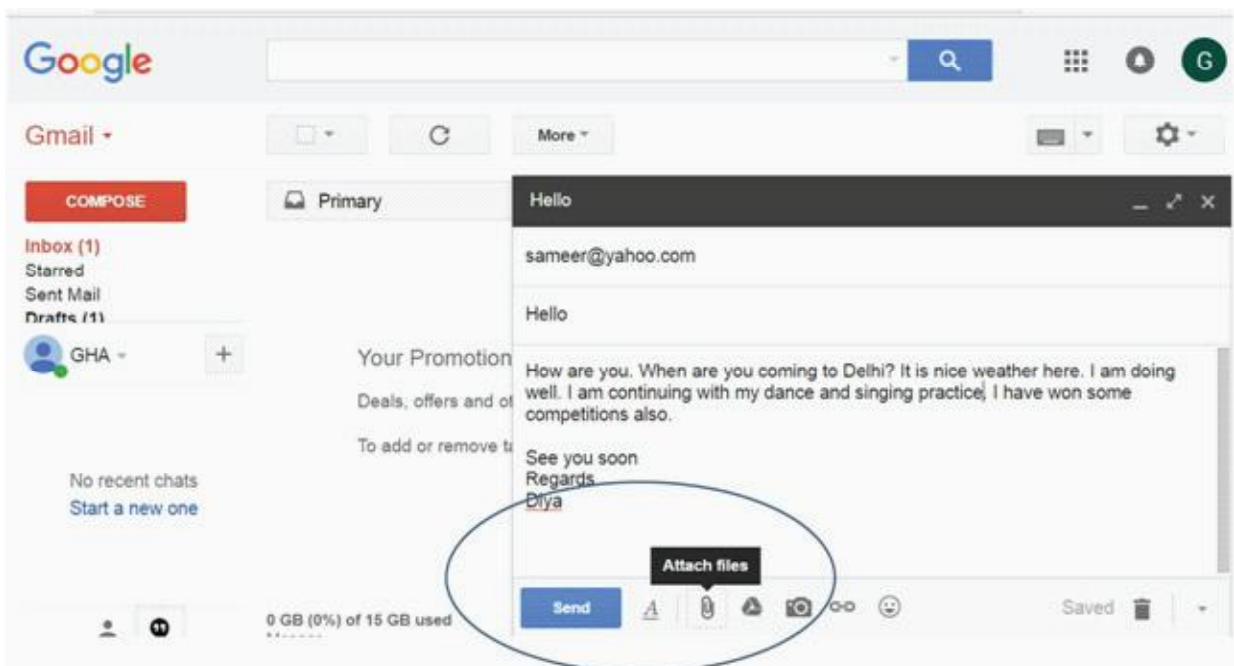 Google
G
Gmail
More
COMPOSE
Primary
Inbox (1)
Starred
Sent Mail
Drafts (1)
GHA
+
No recent chats
Start a new one
Your Promotion
Deals, offers and
To add or remove
0 GB (0%) of 15 GB used
Hello
sameer@yahoo.com
Hello
How are you. When are you coming to Delhi? It is nice weather here. I am doing
well. I am continuing with my dance and singing practice, I have won some
competitions also.
See you soon
Regards
Diya
Attach files
Send
A
Saved